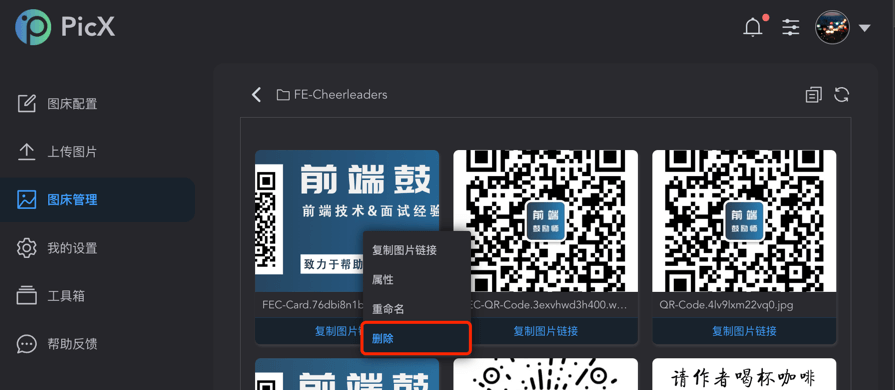 PicX
图床配置
上传图片
图床管理
我的设置
工具箱
帮助反馈
FE-Cheerleaders
前端鼓
前端技术&面试经验
致力于帮助
前端
鼓励师
前端
鼓励师
复制图片链接
属性
重命名
删除
FEC-Card.76dbi8n1b
EC-QR-Code.3exvhwd3h400.w...
QR-Code.4lv9lxm22vq0.jpg
复制图片链
复制图片链接
复制图片链接
请作者喝杯咖啡